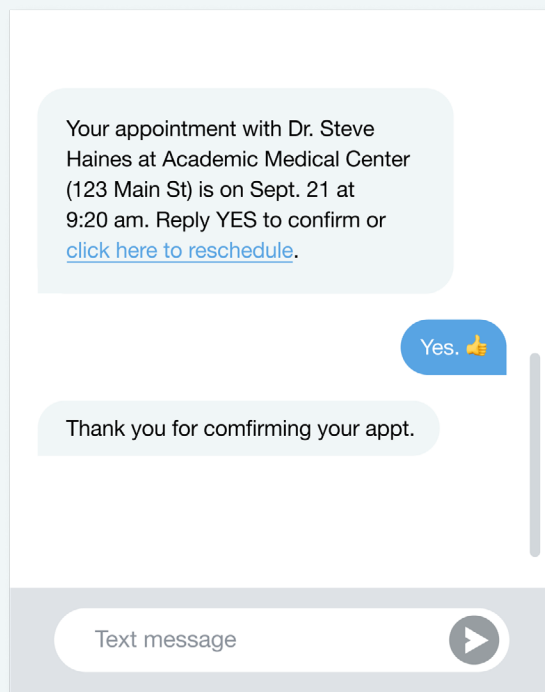 Your appointment with Dr. Steve
Haines at Academic Medical Center
(123 Main St) is on Sept. 21 at
9:20 am. Reply YES to confirm or
click here to reschedule.
Yes. 👍
Thank you for comfirming your appt.
Text message